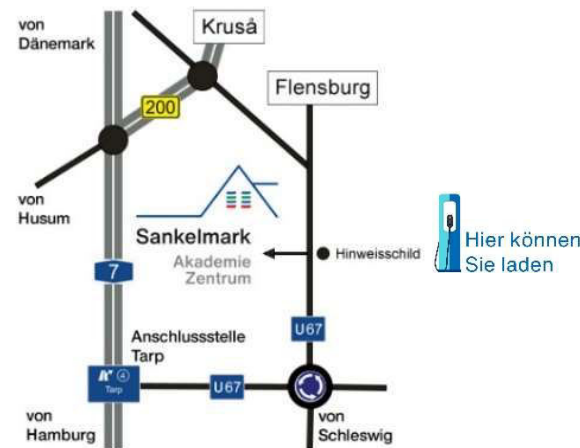 von
Dänemark
Kruså
Flensburg
200
von
Husum
Sankelmark
Akademie
Zentrum
Hinweisschild
Hier können
Sie laden
7
U67
Anschlussstelle
Tarp
4
Tarp
U67
von
Hamburg
von
Schleswig